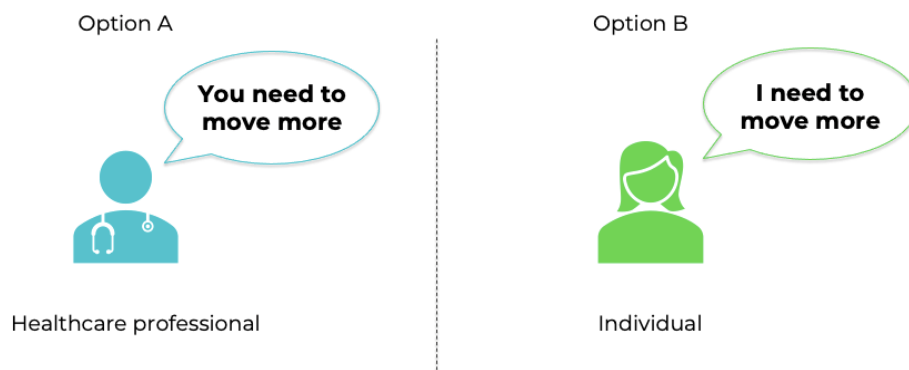 Option A
You need to
move more
Healthcare professional
Option B
I need to
move more
Individual